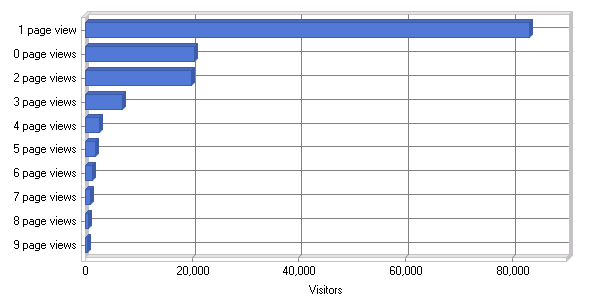 1 page view
0 page views
2 page views
3 page views
4 page views
5 page views
6 page views
7 page views
8 page views
9 page views
0 20,000 40,000 60,000 80,000
Visitors